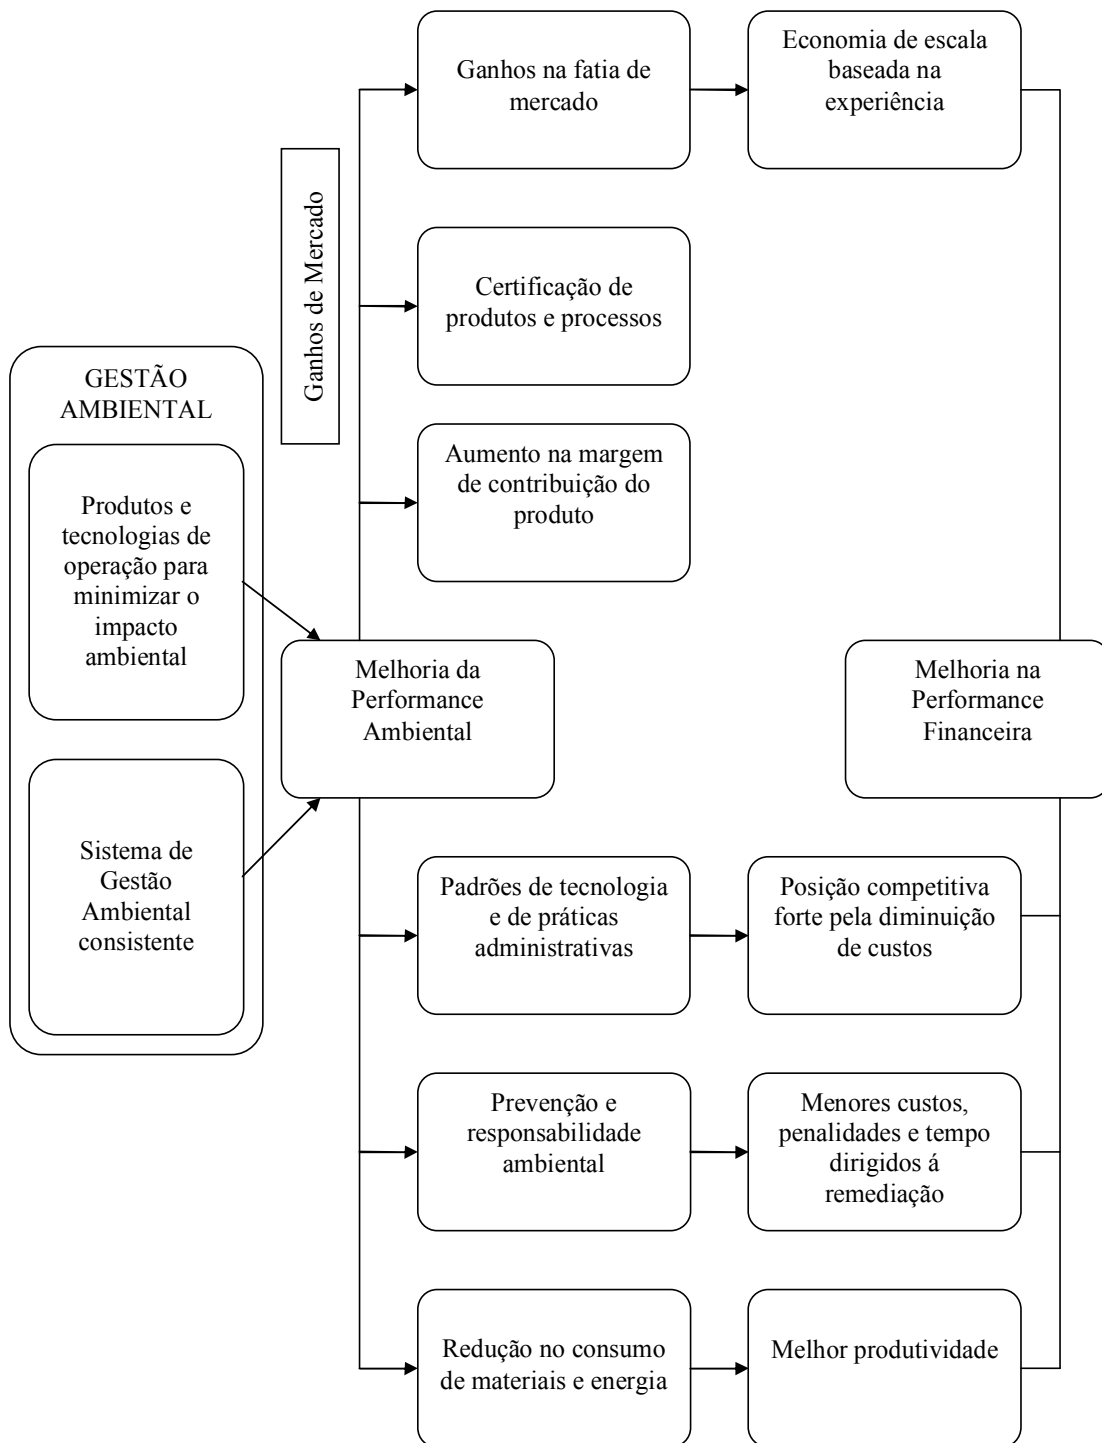 Ganhos na fatia de
mercado
Economia de escala
baseada na
experiência
Ganhos de Mercado
Certificação de
produtos e processos
GESTÃO
AMBIENTAL
Produtos e
tecnologias de
operação para
minimizar o
impacto
ambiental
Aumento na margem
de contribuição do
produto
Melhoria da
Performance
Ambiental
Melhoria na
Performance
Financeira
Sistema de
Gestão
Ambiental
consistente
Padrões de tecnologia
e de práticas
administrativas
Posição competitiva
forte pela diminuição
de custos
Prevenção e
responsabilidade
ambiental
Menores custos,
penalidades e tempo
dirigidos á
remediação
Redução no consumo
de materiais e energia
Melhor produtividade